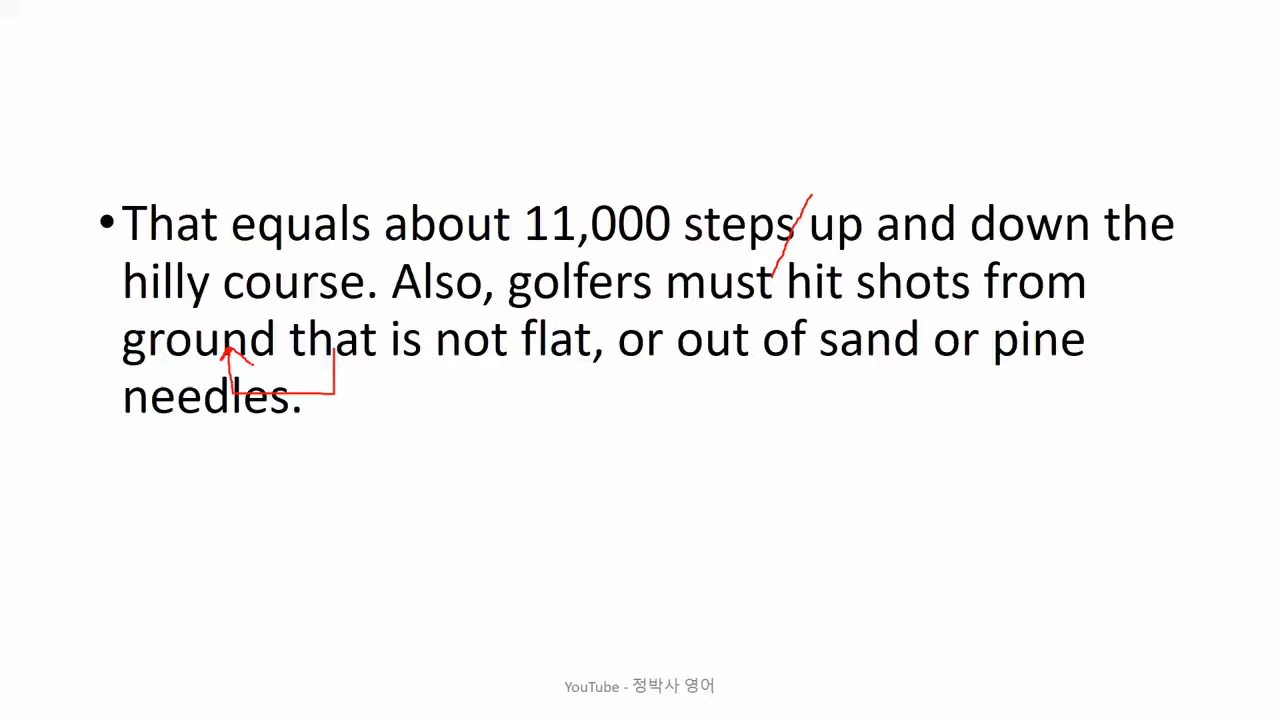 •That equals about 11,000 steps up and down the
hilly course. Also, golfers must hit shots from
ground that is not flat, or out of sand or pine
needles.
YouTube - 정박사 영어